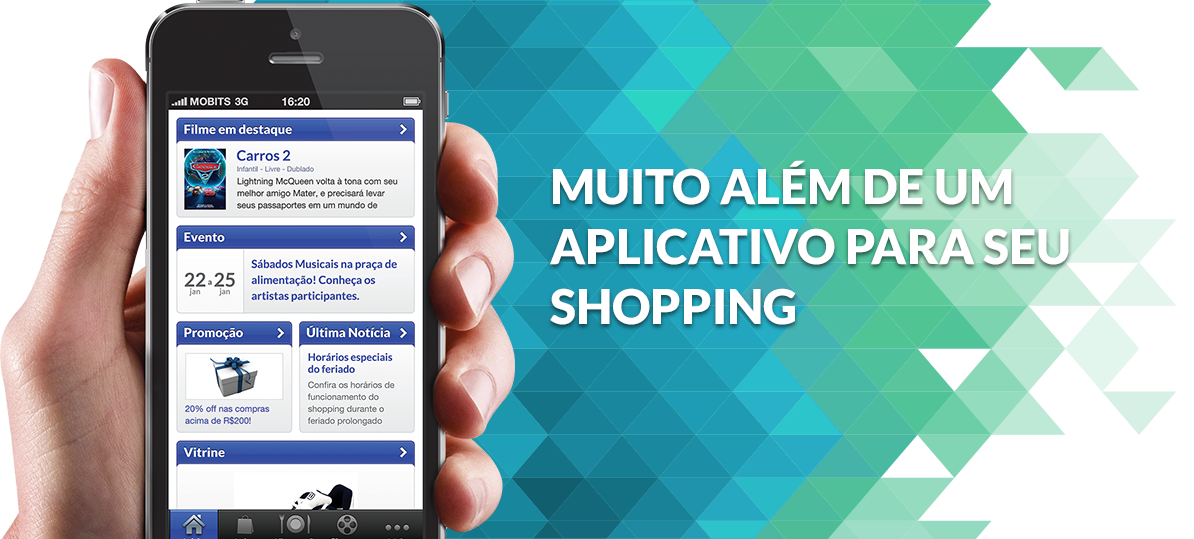 MOBITS 3G 16:20
Filme em destaque
Carros 2
Infantil - Livre - Dublado
Lightning McQueen volta à tona com seu
melhor amigo Mater, e precisará levar
seus passaportes em um mundo de
Evento
22 a 25
jan jan
Sábados Musicais na praça de
alimentação! Conheça os
artistas participantes.
Promoção
20% off nas compras
acima de R$200!
Última Notícia
Horários especiais
do feriado
Confira os horários de
funcionamento do
shopping durante o
feriado prolongado
Vitrine
MUITO ALÉM DE UM
APLICATIVO PARA SEU
SHOPPING